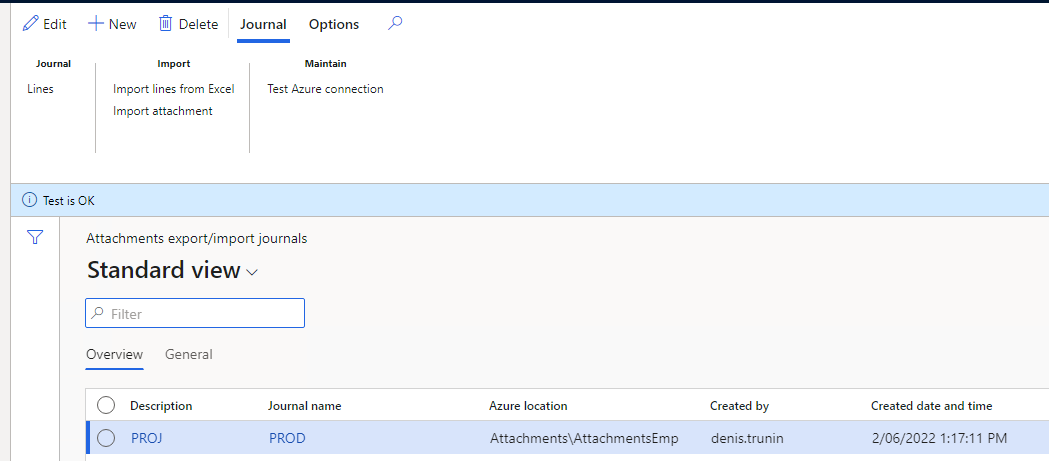 Edit New Delete Journal Options
Journal Import Maintain
Lines Import lines from Excel Test Azure connection
Import attachment
Test is OK
Attachments export/import journals
Standard view
Filter
Overview General
Description Journal name Azure location Created by Created date and time
PROJ PROD Attachments\AttachmentsEmp denis.trunin 2/06/2022 1:17:11 PM